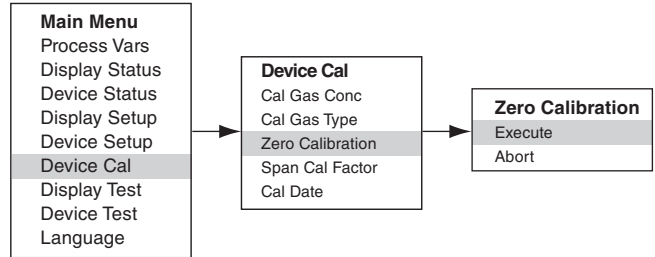 Main Menu
Process Vars
Display Status
Device Status
Display Setup
Device Setup
Device Cal
Display Test
Device Test
Language
Device Cal
Cal Gas Conc
Cal Gas Type
Zero Calibration
Span Cal Factor
Cal Date
Zero Calibration
Execute
Abort